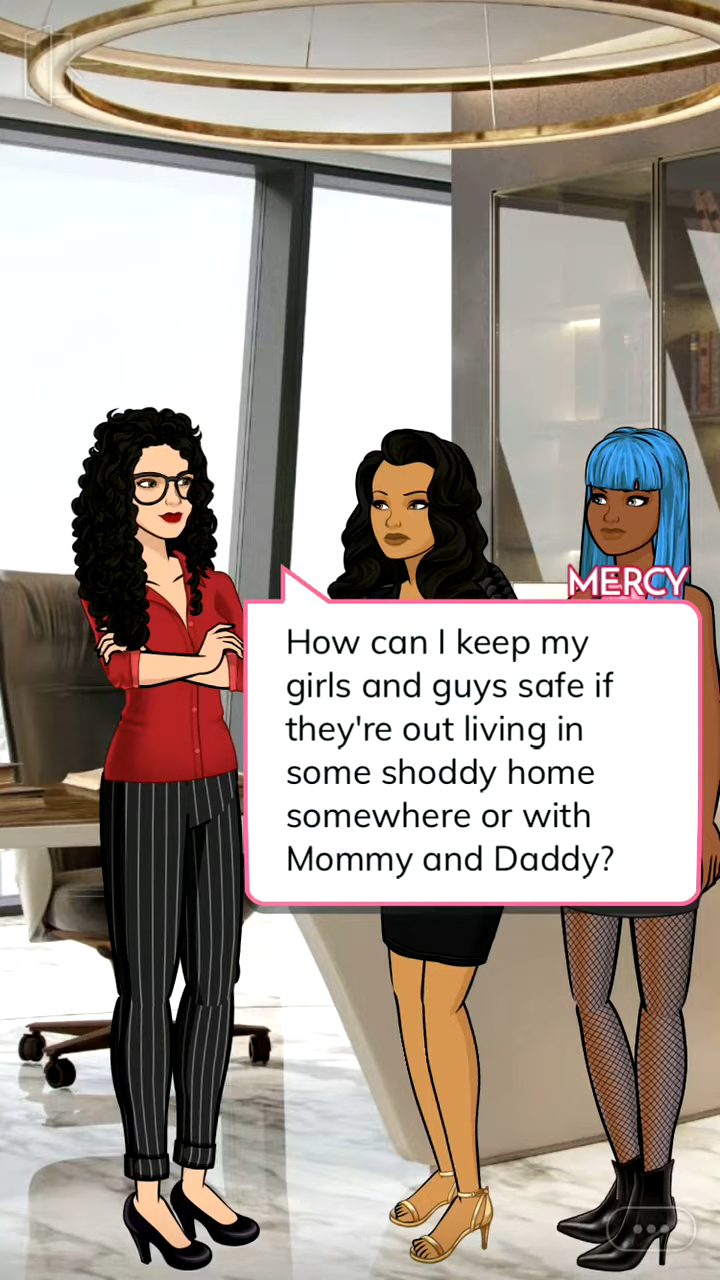 MERCY
How can I keep my
girls and guys safe if
they're out living in
some shoddy home
somewhere or with
Mommy and Daddy?